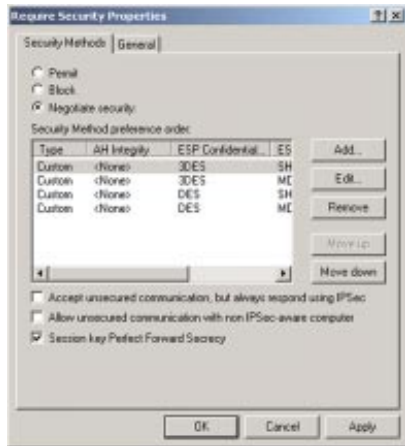 Require Security Properties
Security Methods General
Permit
Block
Negotiate security:
Security Method preference order:
Type AH Integrity ESP Confidential... ES
Custom <None> 3DES SH
Custom <None> 3DES MD
Custom <None> DES SH
Custom <None> DES MD
Add...
Edit...
Remove
Move up
Move down
Accept unsecured communication, but always respond using IPSec
Allow unsecured communication with non IPSec-aware computer
Session key Perfect Forward Secrecy
OK Cancel Apply